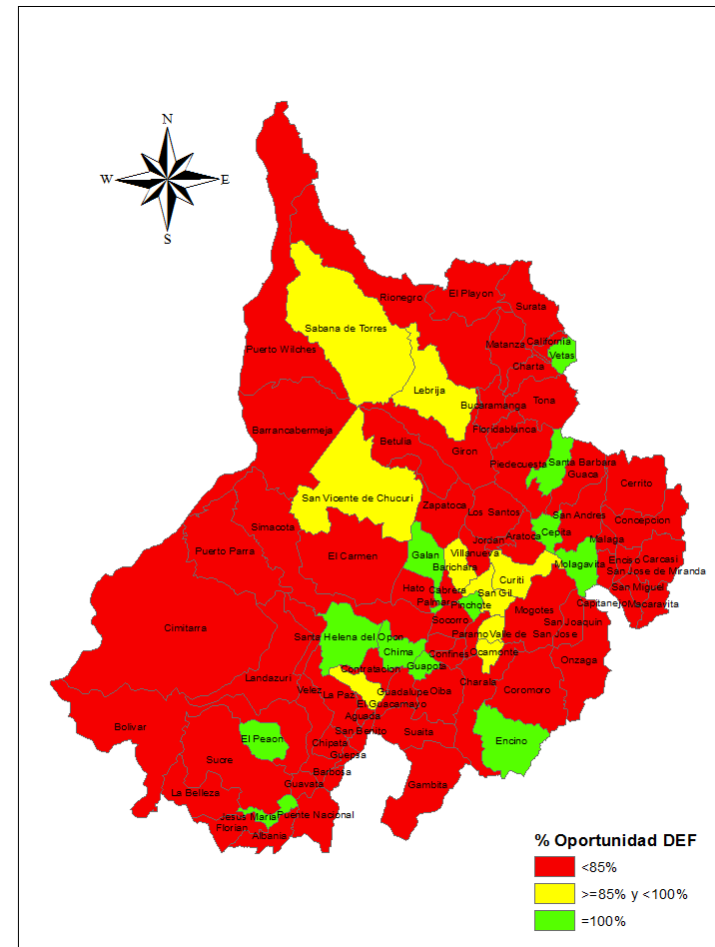 N
W E
S
Rionegro
El Playon
Surata
Sabana de Torres
Matanza
California
Vetas
Puerto Wilches
Charta
Lebrija
Bucaramanga
Tona
Barrancabermeja
Floridablanca
Betulia
Giron
Piedecuesta
Santa Barbara
Guaca
Cerrito
San Vicente de Chucuri
Zapatoca
Los Santos
San Andres
Concepcion
Simacota
Jordan
Aratoca
Cepita
Malaga
Puerto Parra
El Carmen
Galan
Villanueva
Barichara
Molagavita
Enciso
Carcasi
San Jose de Miranda
Curiti
Hato
Cabrera
San Gil
San Miguel
Palmar
Pinchote
Capitanejo
Macaravita
Mogotes
Socorro
San Joaquin
Cimitarra
Santa Helena del Opon
Paramo
Valle de San Jose
Chima
Confines
Ocamonte
Contratacion
Guapota
Onzaga
Landazuri
Velez
La Paz
Guadalupe
Oiba
Charala
Coromoro
El Guacamayo
Aguada
Bolivar
San Benito
Suaita
El Peaon
Chipata
Encino
Sucre
Guepsa
Barbosa
Guavata
Gambita
La Belleza
Jesus Maria
Puente Nacional
Florian
Albania
% Oportunidad DEF
<85%
>=85% y <100%
=100%